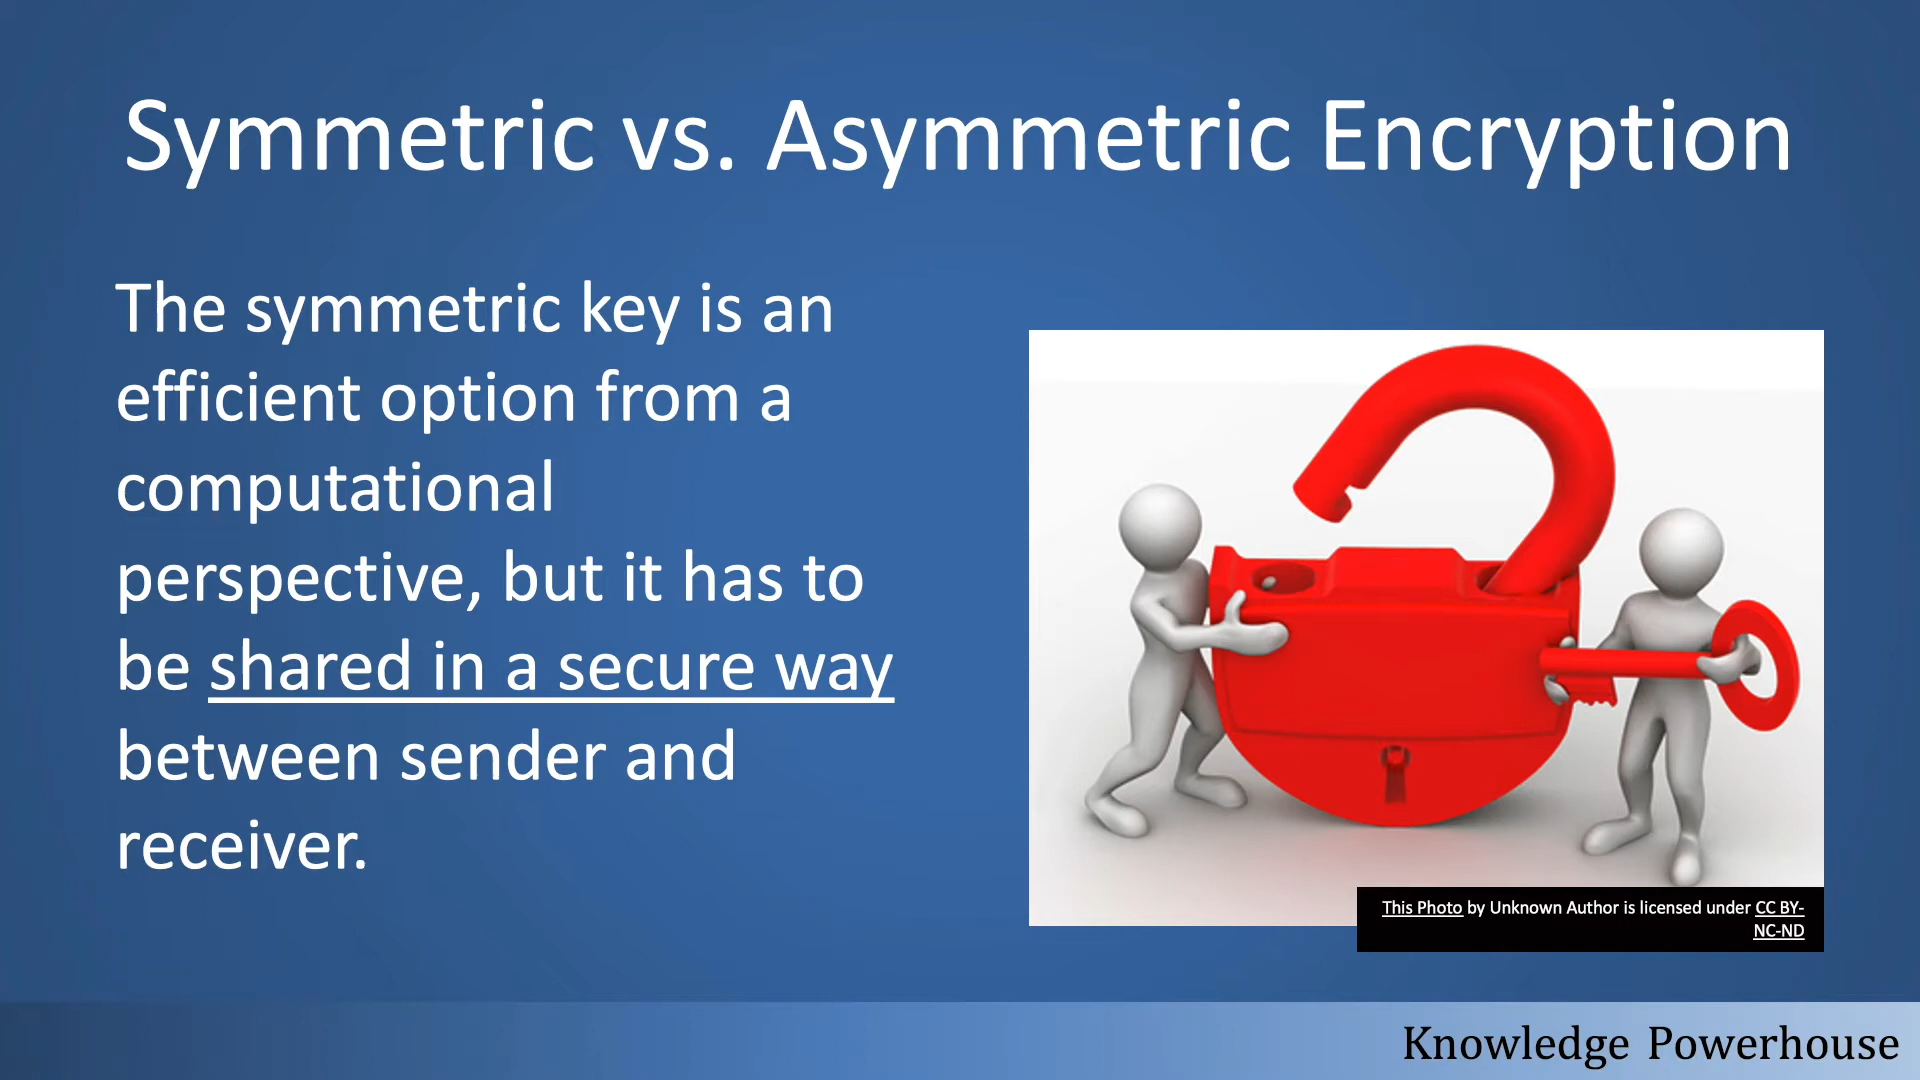 Symmetric vs. Asymmetric Encryption
The symmetric key is an
efficient option from a
computational
perspective, but it has to
be shared in a secure way
between sender and
receiver.
This Photo by Unknown Author is licensed under CC BY-
NC-ND
Knowledge Powerhouse